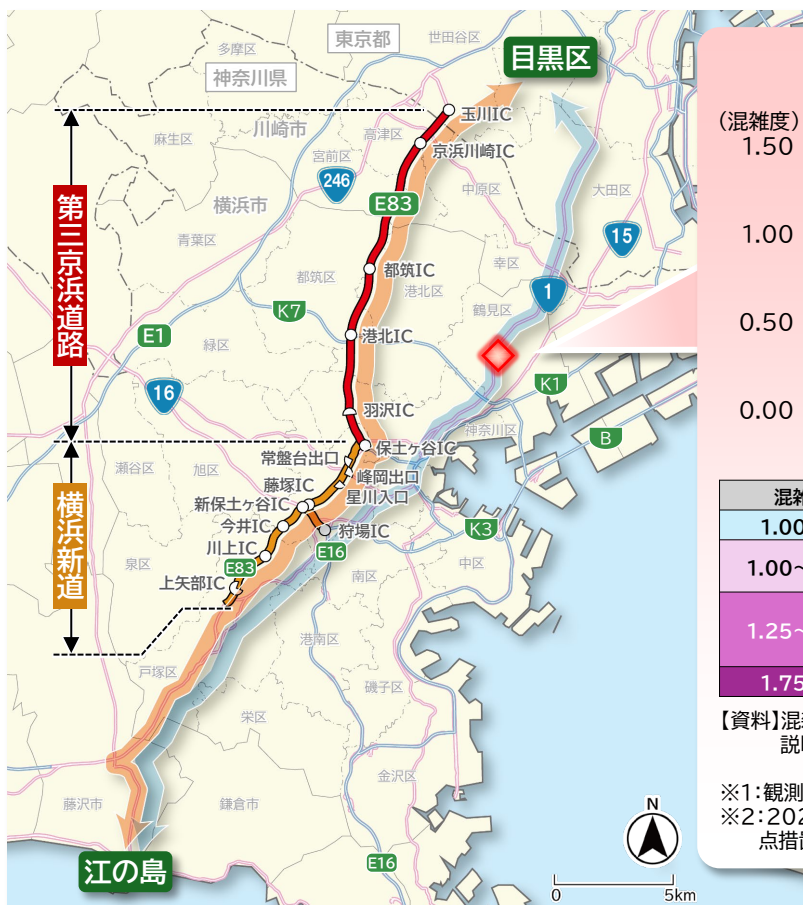 東京都
世田谷区
多摩区
目黒区
神奈川県
玉川IC
高津区
川崎市
麻生区
京浜川崎IC
宮前区
246
中原区
大田区
横浜市
E83
15
青葉区
第三京浜道路
都筑IC
幸区
都筑区
港北区
1
鶴見区
K7
E1
港北IC
緑区
K1
16
羽沢IC
神奈川区
B
保土ヶ谷IC
常盤台出口
瀬谷区
旭区
峰岡出口
藤塚IC
星川入口
新保土ヶ谷IC
横浜新道
今井IC
狩場IC
K3
川上IC
E16
泉区
E83
中区
南区
上矢部IC
港南区
戸塚区
磯子区
栄区
金沢区
藤沢市
鎌倉市
江の島
E16
N
0 5km
(混雑度)
1.50
1.00
0.50
0.00
混雑
1.00
1.00~
1.25~
1.75
【資料】混雑
説明
※1:観測
※2:202
点措置